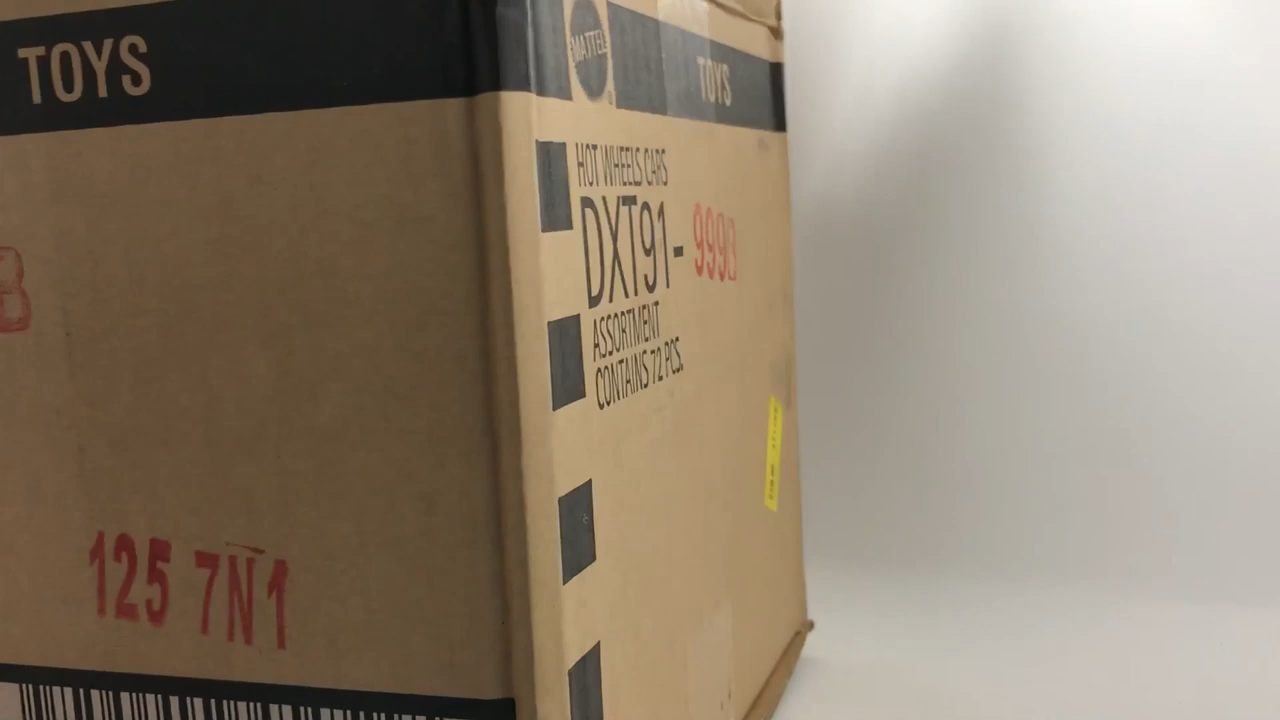 TOYS
125 7N1
MATTEL
TOYS
HOT WHEELS CARS
DXT91- 999B
ASSORTMENT
CONTAINS 72 PCS.